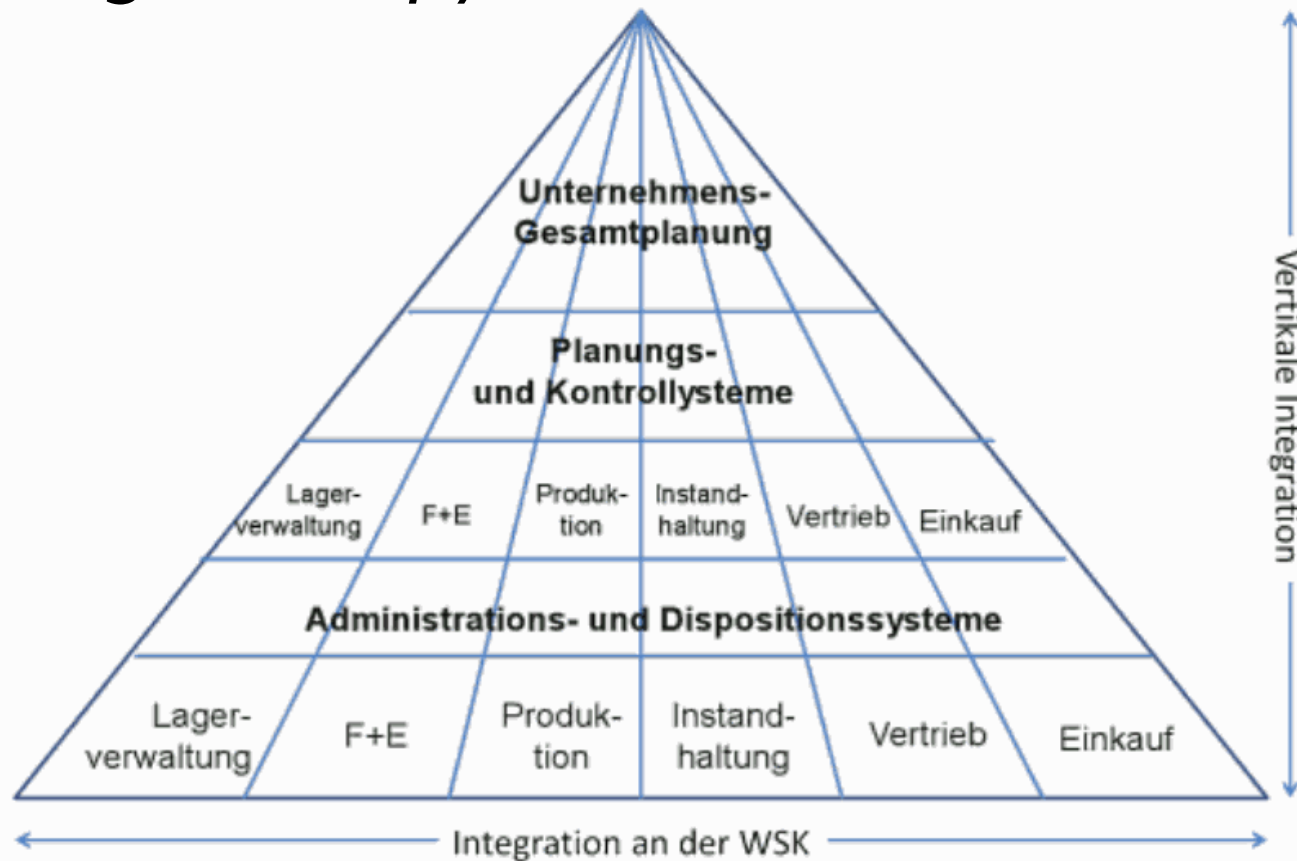 Unternehmens-
Gesamtplanung
Planungs-
und Kontrollysteme
Lager-
verwaltung
F+E
Produk-
tion
Instand-
haltung
Vertrieb
Einkauf
Administrations- und Dispositionssysteme
Lager-
verwaltung
F+E
Produk-
tion
Instand-
haltung
Vertrieb
Einkauf
Integration an der WSK
Vertikale Integration